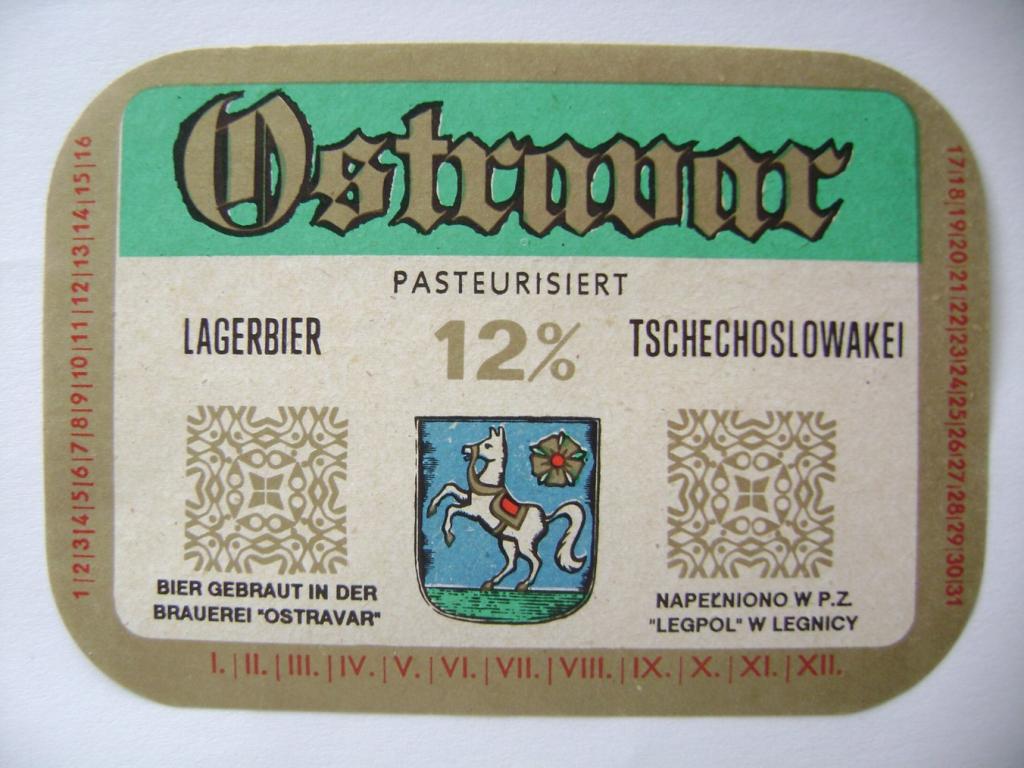 Ostravar
PASTEURISIERT
LAGERBIER 12% TSCHECHOSLOWAKEI
BIER GEBRAUT IN DER
BRAUEREI "OSTRAVAR"
NAPEŁNIONO W P.Z.
"LEGPOL" W LEGNICY
1|2|3|4|5|6|7|8|9|10|11|12|13|14|15|16
17|18|19|20|21|22|23|24|25|26|27|28|29|30|31
I.|II.|III.|IV.|V.|VI.|VII.|VIII.|IX.|X.|XI.|XII.